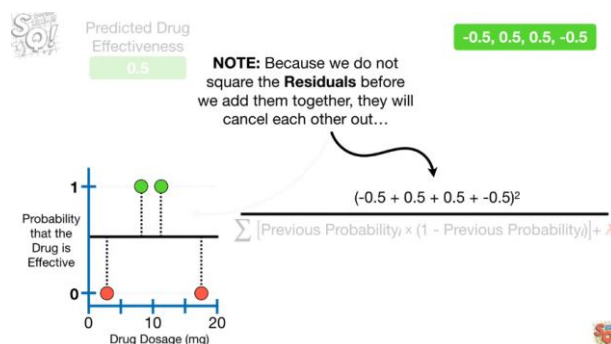 SQ!
Predicted Drug
Effectiveness
0.5
-0.5, 0.5, 0.5, -0.5
NOTE: Because we do not
square the Residuals before
we add them together, they will
cancel each other out…
(-0.5 + 0.5 + 0.5 + -0.5)²
∑ [Previous Probabilityᵢ × (1 - Previous Probabilityᵢ)] + λ
1
Probability
that the
Drug is
Effective
0
0 10 20
Drug Dosage (mg)